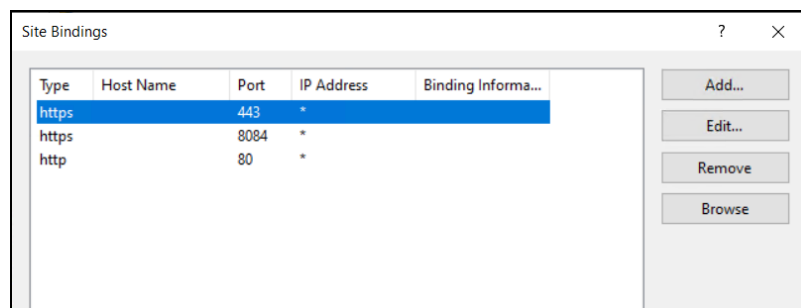 Site Bindings ? ×
Type Host Name Port IP Address Binding Informa... Add...
https 443 *
https 8084 * Edit...
http 80 *
Remove
Browse